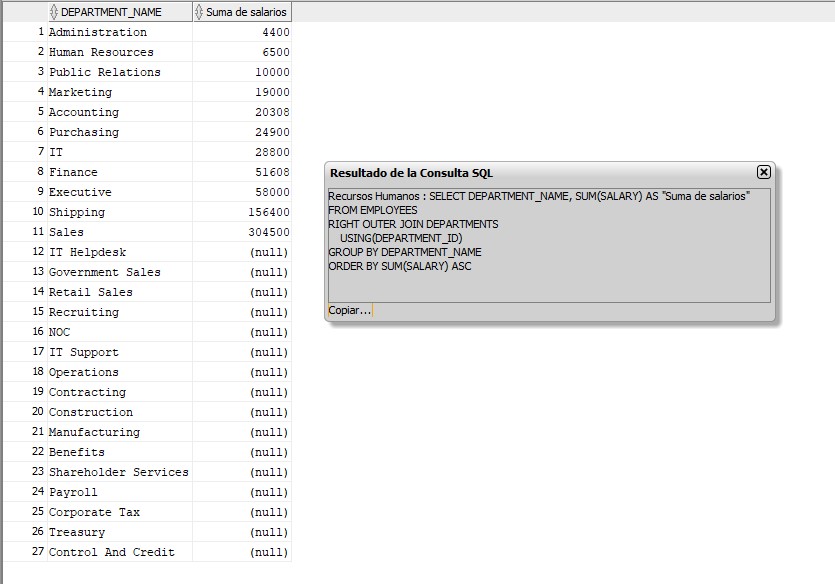 DEPARTMENT_NAME Suma de salarios
1 Administration 4400
2 Human Resources 6500
3 Public Relations 10000
4 Marketing 19000
5 Accounting 20308
6 Purchasing 24900
7 IT 28800
8 Finance 51608
9 Executive 58000
10 Shipping 156400
11 Sales 304500
12 IT Helpdesk (null)
13 Government Sales (null)
14 Retail Sales (null)
15 Recruiting (null)
16 NOC (null)
17 IT Support (null)
18 Operations (null)
19 Contracting (null)
20 Construction (null)
21 Manufacturing (null)
22 Benefits (null)
23 Shareholder Services (null)
24 Payroll (null)
25 Corporate Tax (null)
26 Treasury (null)
27 Control And Credit (null)
Resultado de la Consulta SQL
Recursos Humanos : SELECT DEPARTMENT_NAME, SUM(SALARY) AS "Suma de salarios"
FROM EMPLOYEES
RIGHT OUTER JOIN DEPARTMENTS
USING(DEPARTMENT_ID)
GROUP BY DEPARTMENT_NAME
ORDER BY SUM(SALARY) ASC
Copiar...